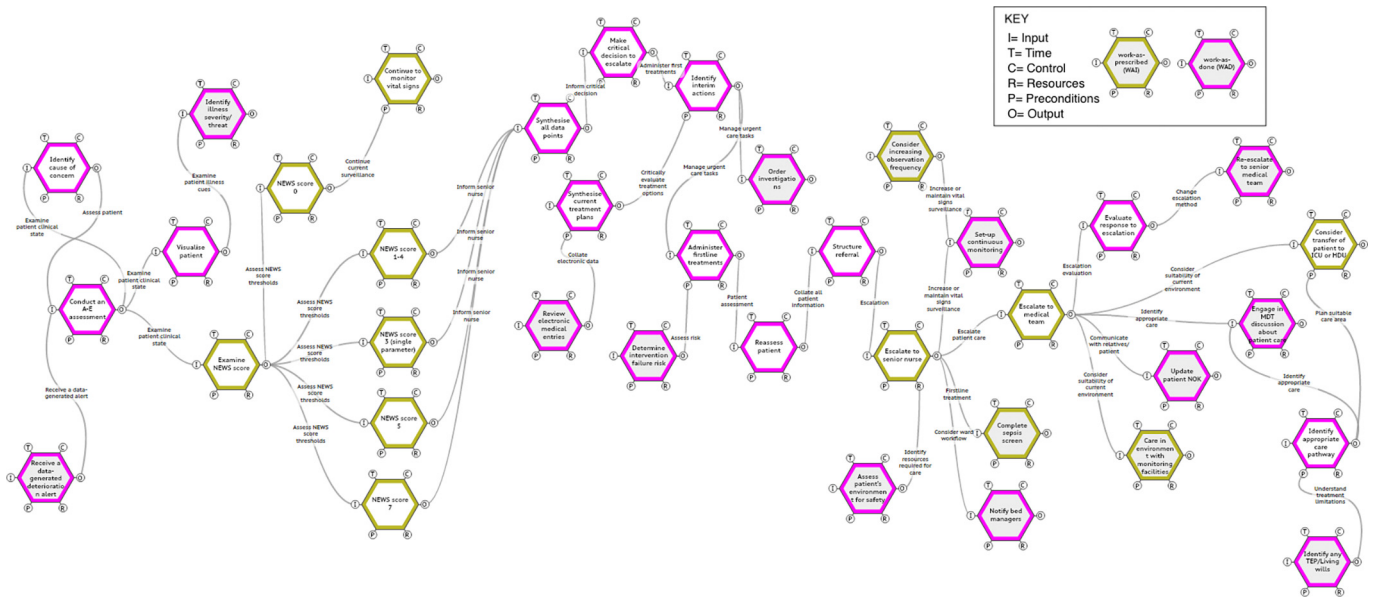 KEY
I= Input
T= Time
C= Control
R= Resources
P= Preconditions
O= Output
work-as-
prescribed
(WAI)
work-as-
done (WAD)
Identify
cause of
concern
Assess patient
Examine
patient clinical
state
Conduct an
A-E
assessment
Receive a data-
generated alert
Receive a
data-
generated
deterioratio
n alert
Identify
illness
severity/
threat
Examine
patient illness
cues
Visualise
patient
Examine
patient clinical
state
Examine
patient clinical
state
Examine
NEWS score
Continue to
monitor
vital signs
Continue
current
surveillance
NEWS score
0
Assess NEWS
score
thresholds
NEWS score
1-4
Assess NEWS
score
thresholds
NEWS score
3 (single
parameter)
Assess NEWS
score
thresholds
NEWS score
5
Assess NEWS
score
thresholds
NEWS score
7
Assess NEWS
score
thresholds
Inform senior
nurse
Inform senior
nurse
Inform senior
nurse
Inform senior
nurse
Synthesise
all data
points
Inform critical
decision
Make
critical
decision to
escalate
Administer first
treatments
Identify
interim
actions
Manage urgent
care tasks
Manage urgent
care tasks
Critically
evaluate
treatment
options
Order
investigatio
ns
Synthesise
current
treatment
plans
Collate
electronic data
Review
electronic
medical
entries
Administer
firstline
treatments
Assess risk
Determine
intervention
failure risk
Patient
assessment
Reassess
patient
Collate all
patient
information
Structure
referral
Escalation
Escalate to
senior nurse
Consider
increasing
observation
frequency
Increase or
maintain vital
signs
surveillance
Set-up
continuous
monitoring
Increase or
maintain vital
signs
surveillance
Escalate
patient care
Firstline
treatment
Complete
sepsis
screen
Consider ward
workflow
Notify bed
managers
Identify
resources
required for
care
Assess
patient's
environmen
t for safety
Escalate to
medical
team
Escalation
evaluation
Evaluate
response to
escalation
Change
escalation
method
Re-escalate
to senior
medical
team
Consider
suitability of
current
environment
Consider
transfer of
patient to
ICU or MDU
Identify
appropriate care
Engage in
MDT
discussion
about
patient care
Communicate
with relatives/
patient
Update
patient NOK
Consider
suitability of
current
environment
Care in
environmen
t with
monitoring
facilities
Plan suitable
care area
Identify
appropriate
care
Identify
appropriate
care
pathway
Understand
treatment
limitations
Identify any
TEP/Living
wills